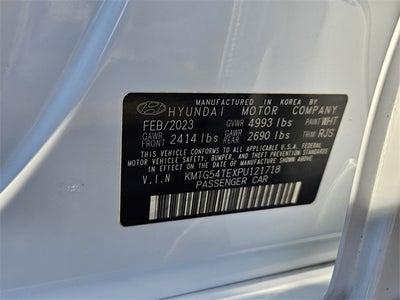 MANUFACTURED IN KOREA BY
HYUNDAI MOTOR COMPANY
FEB/2023 GVWR 4993 lbs PAINT WHT
GAWR FRONT 2414 lbs GAWR REAR 2690 lbs TRIM RJS
THIS VEHICLE CONFORMS TO ALL APPLICABLE U.S.A. FEDERAL
MOTOR VEHICLE SAFETY, BUMPER, AND THEFT PREVENTION
STANDARDS IN EFFECT ON THE DATE OF MANUFACTURE SHOWN ABOVE.
V.I.N KMTG54TEXPU121718
PASSENGER CAR